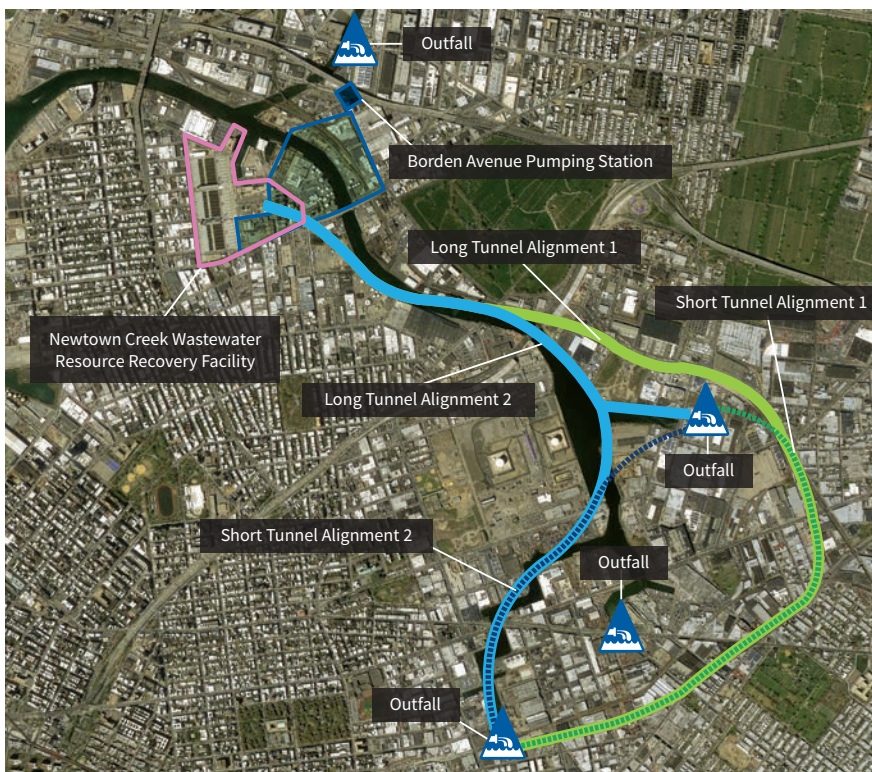 Outfall
Borden Avenue Pumping Station
Long Tunnel Alignment 1
Short Tunnel Alignment 1
Newtown Creek Wastewater
Resource Recovery Facility
Long Tunnel Alignment 2
Outfall
Short Tunnel Alignment 2
Outfall
Outfall